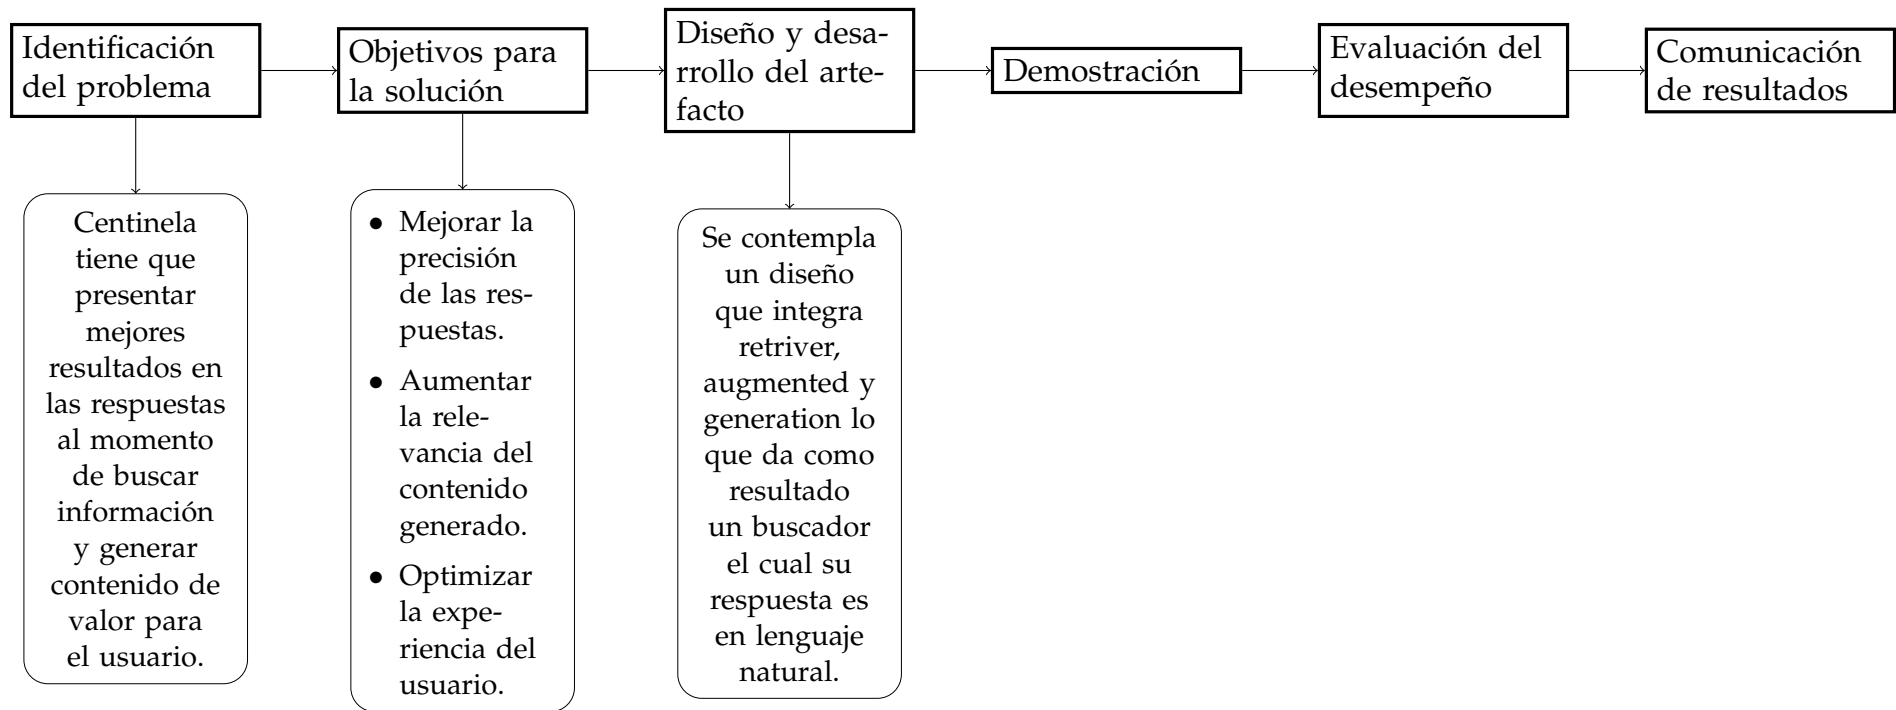 Identificación
del problema
Objetivos para
la solución
Diseño y desa-
rrollo del arte-
facto
Demostración
Evaluación del
desempeño
Comunicación
de resultados
Centinela
tiene que
presentar
mejores
resultados en
las respuestas
al momento
de buscar
información
y generar
contenido de
valor para
el usuario.
• Mejorar la
precisión
de las res-
puestas.
• Aumentar
la rele-
vancia del
contenido
generado.
• Optimizar
la expe-
riencia del
usuario.
Se contempla
un diseño
que integra
retriver,
augmented y
generation lo
que da como
resultado
un buscador
el cual su
respuesta es
en lenguaje
natural.